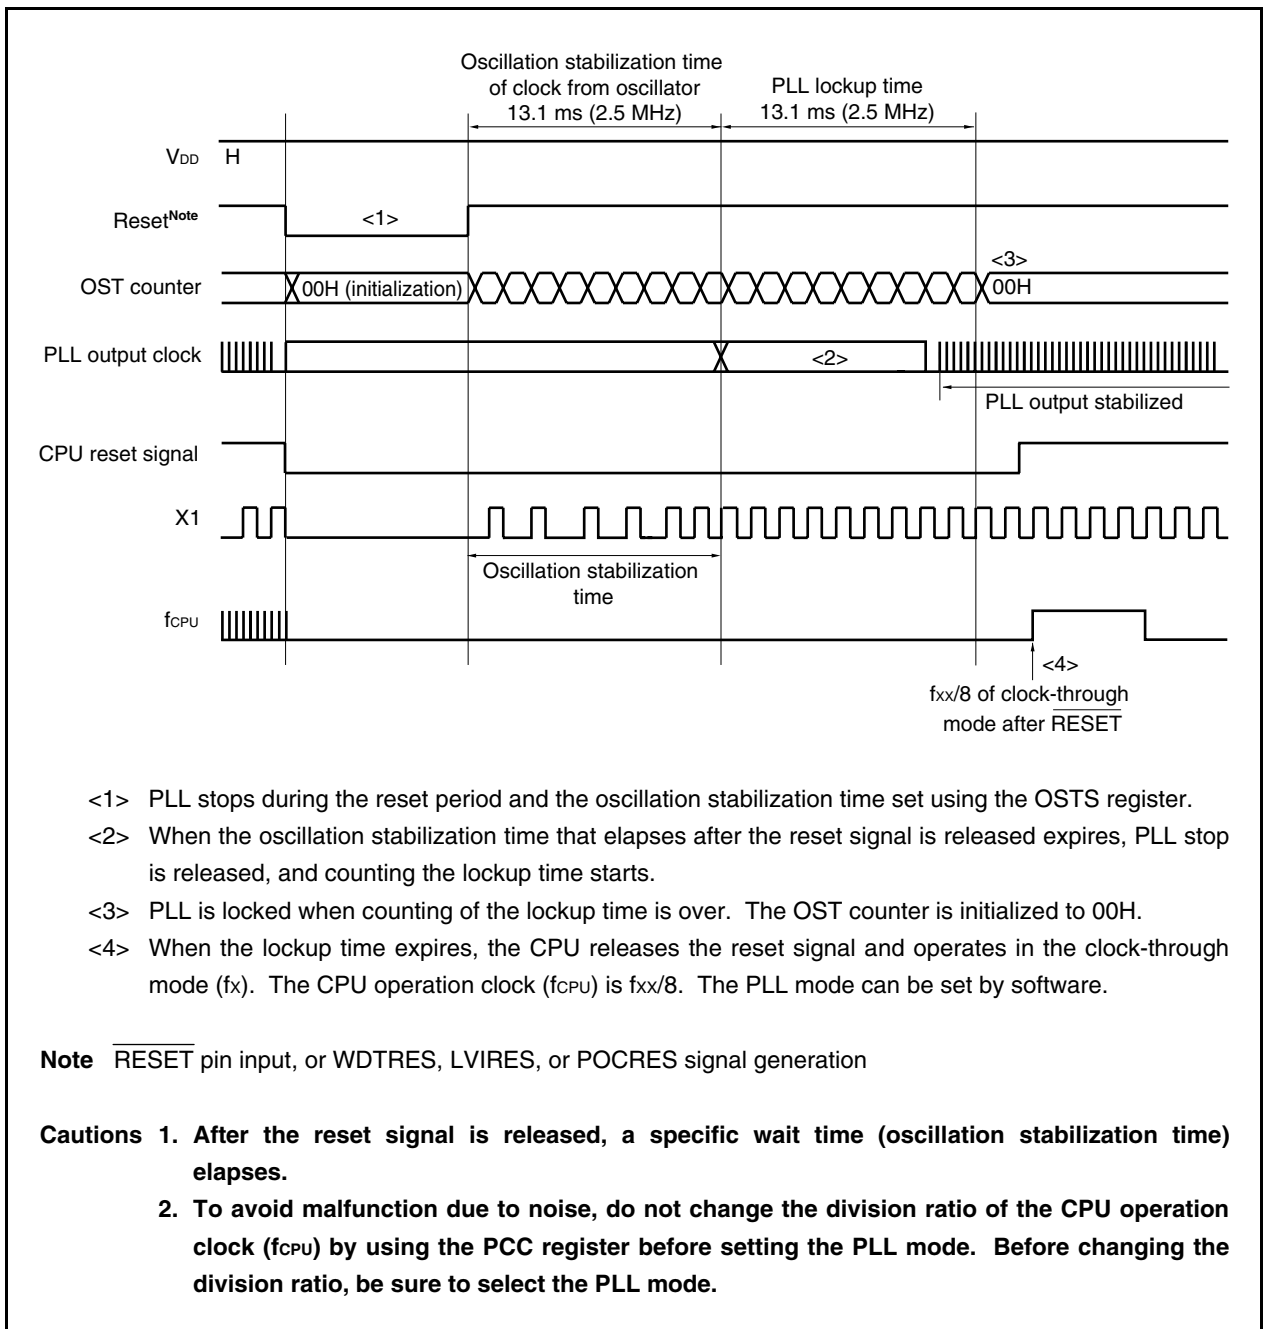 Oscillation stabilization time
of clock from oscillator
13.1 ms (2.5 MHz)
PLL lockup time
13.1 ms (2.5 MHz)
VDD H
ResetNote <1>
<3>
OST counter 00H (initialization) 00H
PLL output clock <2>
PLL output stabilized
CPU reset signal
X1
Oscillation stabilization
time
fCPU
<4>
fxx/8 of clock-through
mode after RESET
<1> PLL stops during the reset period and the oscillation stabilization time set using the OSTS register.
<2> When the oscillation stabilization time that elapses after the reset signal is released expires, PLL stop
is released, and counting the lockup time starts.
<3> PLL is locked when counting of the lockup time is over. The OST counter is initialized to 00H.
<4> When the lockup time expires, the CPU releases the reset signal and operates in the clock-through
mode (fx). The CPU operation clock (fCPU) is fxx/8. The PLL mode can be set by software.
Note RESET pin input, or WDTRES, LVIRES, or POCRES signal generation
Cautions 1. After the reset signal is released, a specific wait time (oscillation stabilization time)
elapses.
2. To avoid malfunction due to noise, do not change the division ratio of the CPU operation
clock (fCPU) by using the PCC register before setting the PLL mode. Before changing the
division ratio, be sure to select the PLL mode.